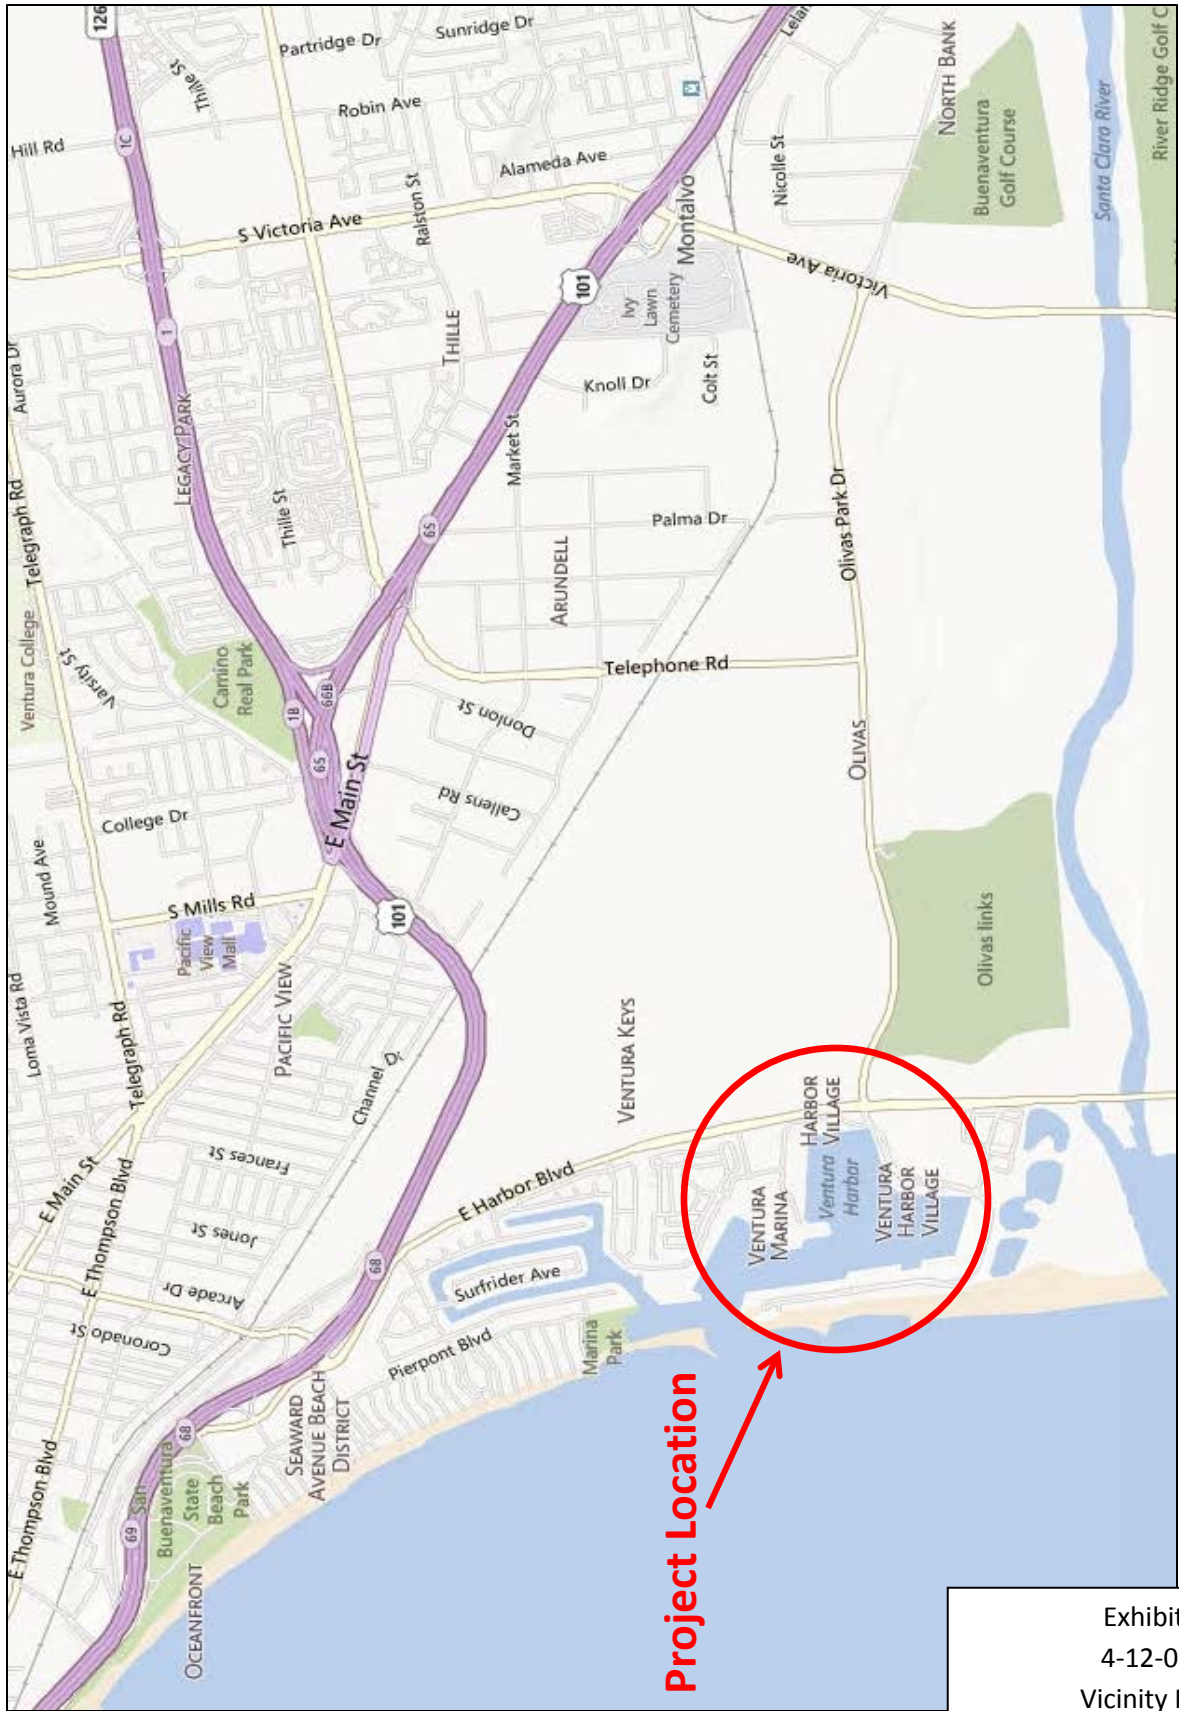 126
Thille St
Partridge Dr
Sunridge Dr
Hill Rd
1C
Robin Ave
Alameda Ave
Ralston St
S Victoria Ave
NORTH BANK
Nicolle St
Buenaventura
Golf Course
Santa Clara River
River Ridge Golf C
Montalvo
Victoria Ave
101
Ivy
Lawn
Cemetery
Aurora Dr
1
LEGACY PARK
THILLE
Knoll Dr
Colt St
Market St
Telegraph Rd
Thille St
65
Palma Dr
ARUNDELL
Olivas Park Dr
Ventura College
Varsity St
Camino
Real Park
1B
66B
65
Telephone Rd
Donlon St
Callens Rd
OLIVAS
E Main St
College Dr
Mound Ave
S Mills Rd
101
Pacific
View
Mall
Loma Vista Rd
Telegraph Rd
PACIFIC VIEW
Channel Dr
VENTURA KEYS
Olivas links
E Main St
Frances St
Jones St
E Thompson Blvd
Arcade Dr
Coronado St
68
E Harbor Blvd
Surfrider Ave
Pierpont Blvd
Marina
Park
HARBOR
VILLAGE
Ventura
Harbor
VENTURA
MARINA
VENTURA
HARBOR
VILLAGE
SEAWARD
AVENUE BEACH
DISTRICT
68
E Thompson Blvd
69
San
Buenaventura
State
Beach
Park
OCEANFRONT
Project Location
Exhibit
4-12-0
Vicinity